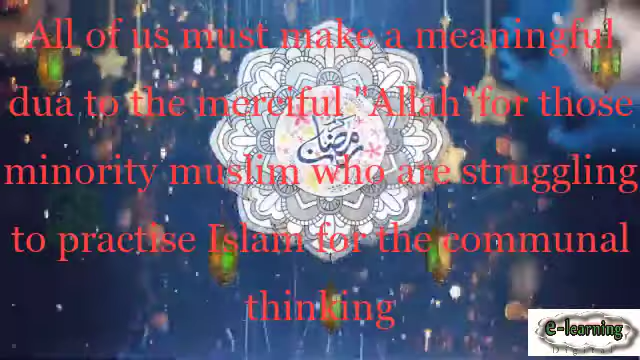 All of us must make a meaningful
dua to the merciful "Allah"for those
رمضان
minority muslim who are struggling
to practise Islam for the communal
thinking
e-learning
Digital